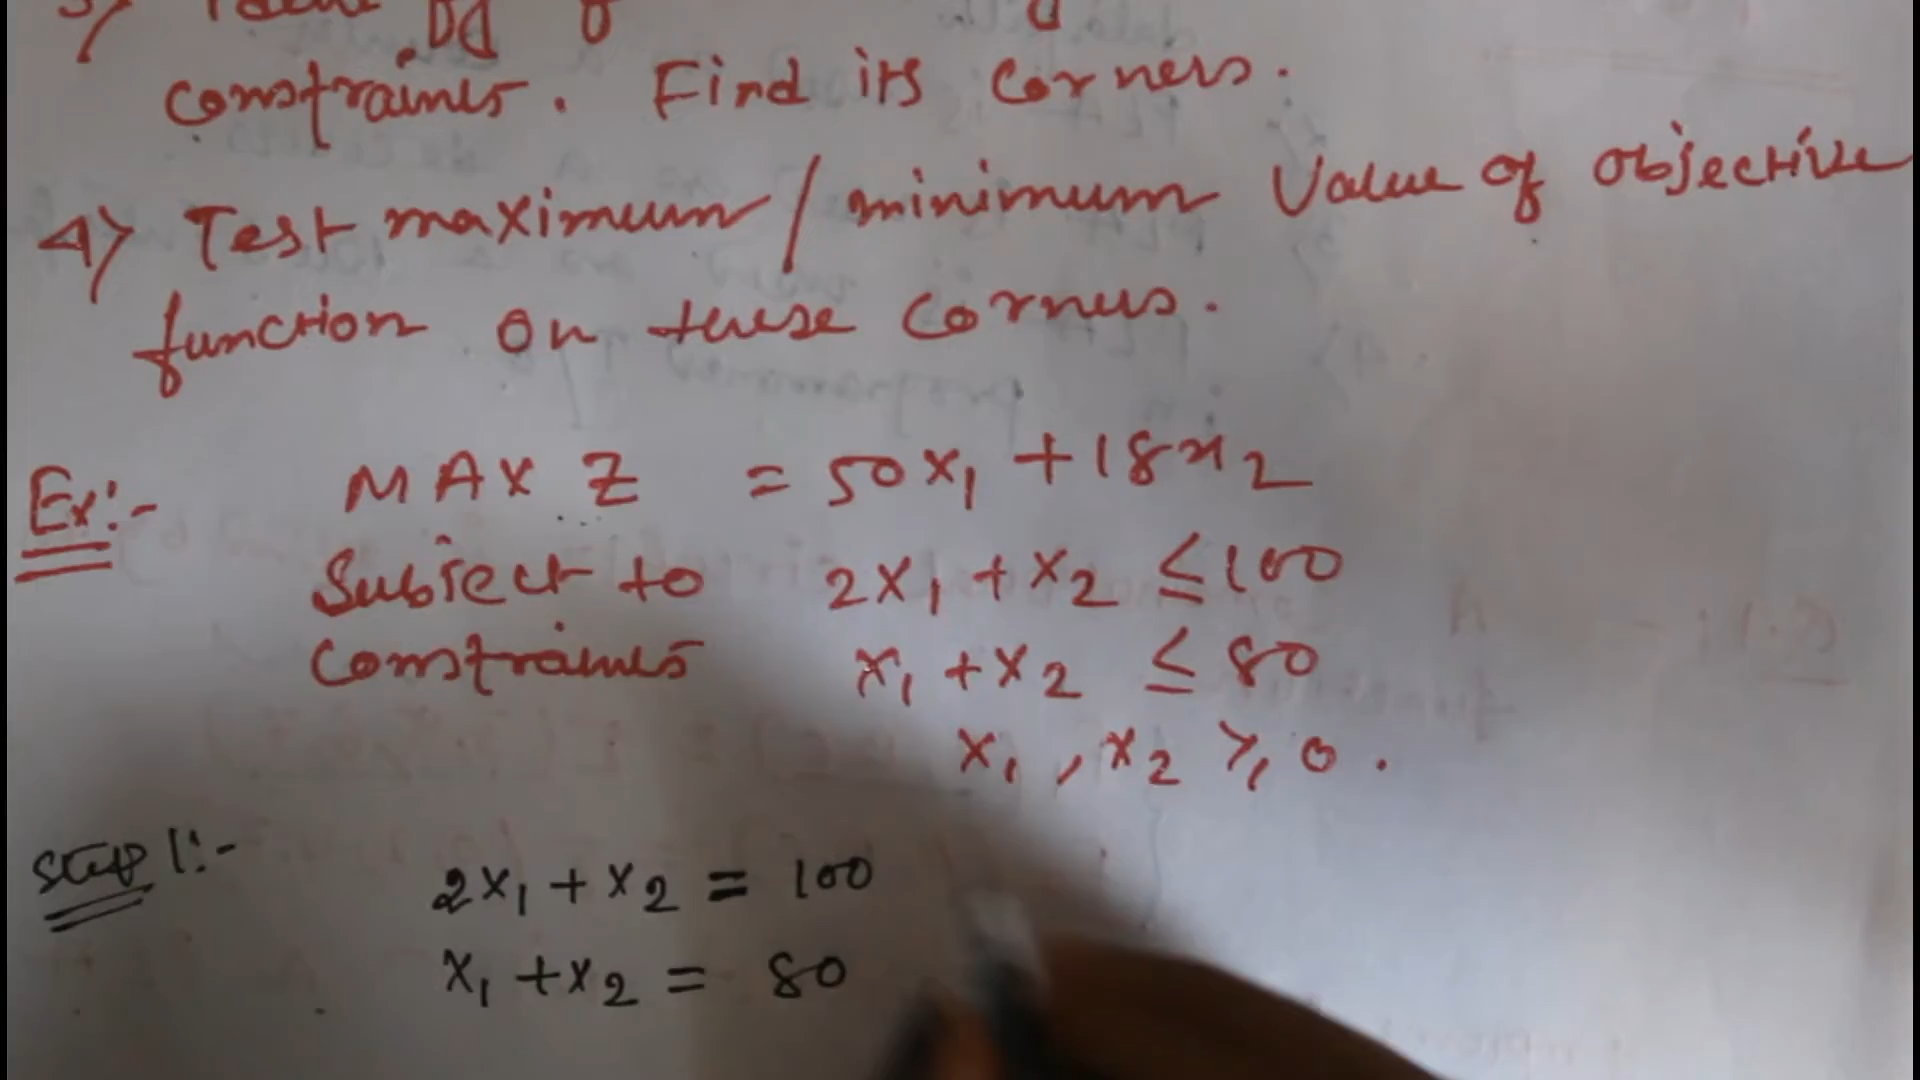 constraints. Find its corners.
4) Test maximum/minimum value of objective
function on these corners.
Ex:- MAX Z = 50x₁ + 18x₂
Subject to 2x₁ + x₂ ≤ 100
constraints x₁ + x₂ ≤ 80
x₁, x₂ ≥ 0.
Step 1:- 2x₁ + x₂ = 100
x₁ + x₂ = 80